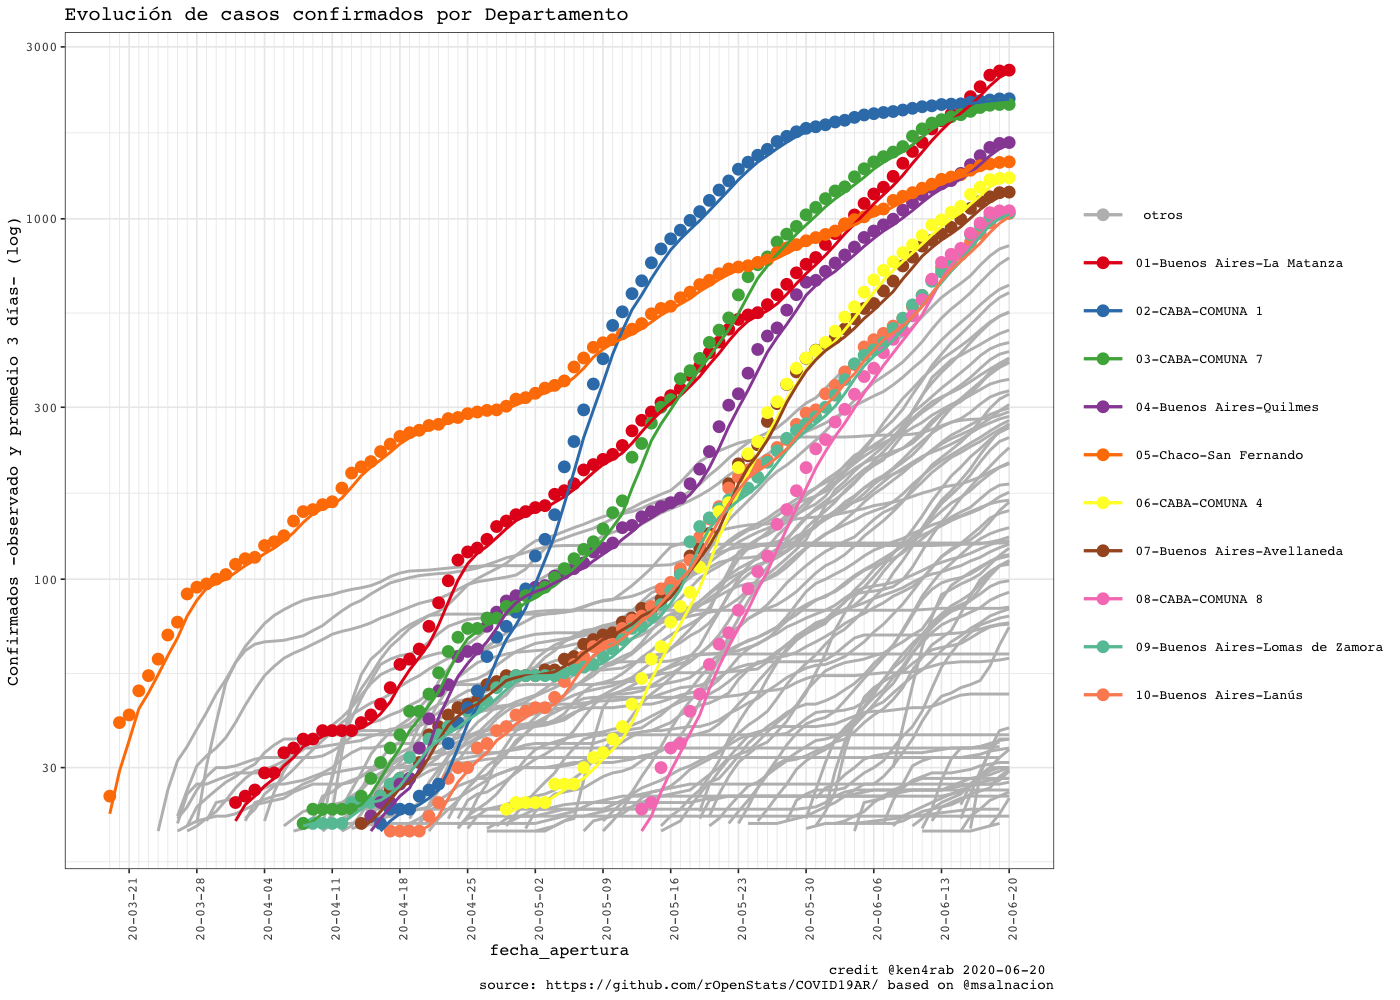 Evolución de casos confirmados por Departamento
Confirmados -observado y promedio 3 días- (log)
3000
1000
300
100
30
20-03-21
20-03-28
20-04-04
20-04-11
20-04-18
20-04-25
20-05-02
20-05-09
20-05-16
20-05-23
20-05-30
20-06-06
20-06-13
20-06-20
fecha_apertura
otros
01-Buenos Aires-La Matanza
02-CABA-COMUNA 1
03-CABA-COMUNA 7
04-Buenos Aires-Quilmes
05-Chaco-San Fernando
06-CABA-COMUNA 4
07-Buenos Aires-Avellaneda
08-CABA-COMUNA 8
09-Buenos Aires-Lomas de Zamora
10-Buenos Aires-Lanús
credit @ken4rab 2020-06-20
source: https://github.com/rOpenStats/COVID19AR/ based on @msalnacion